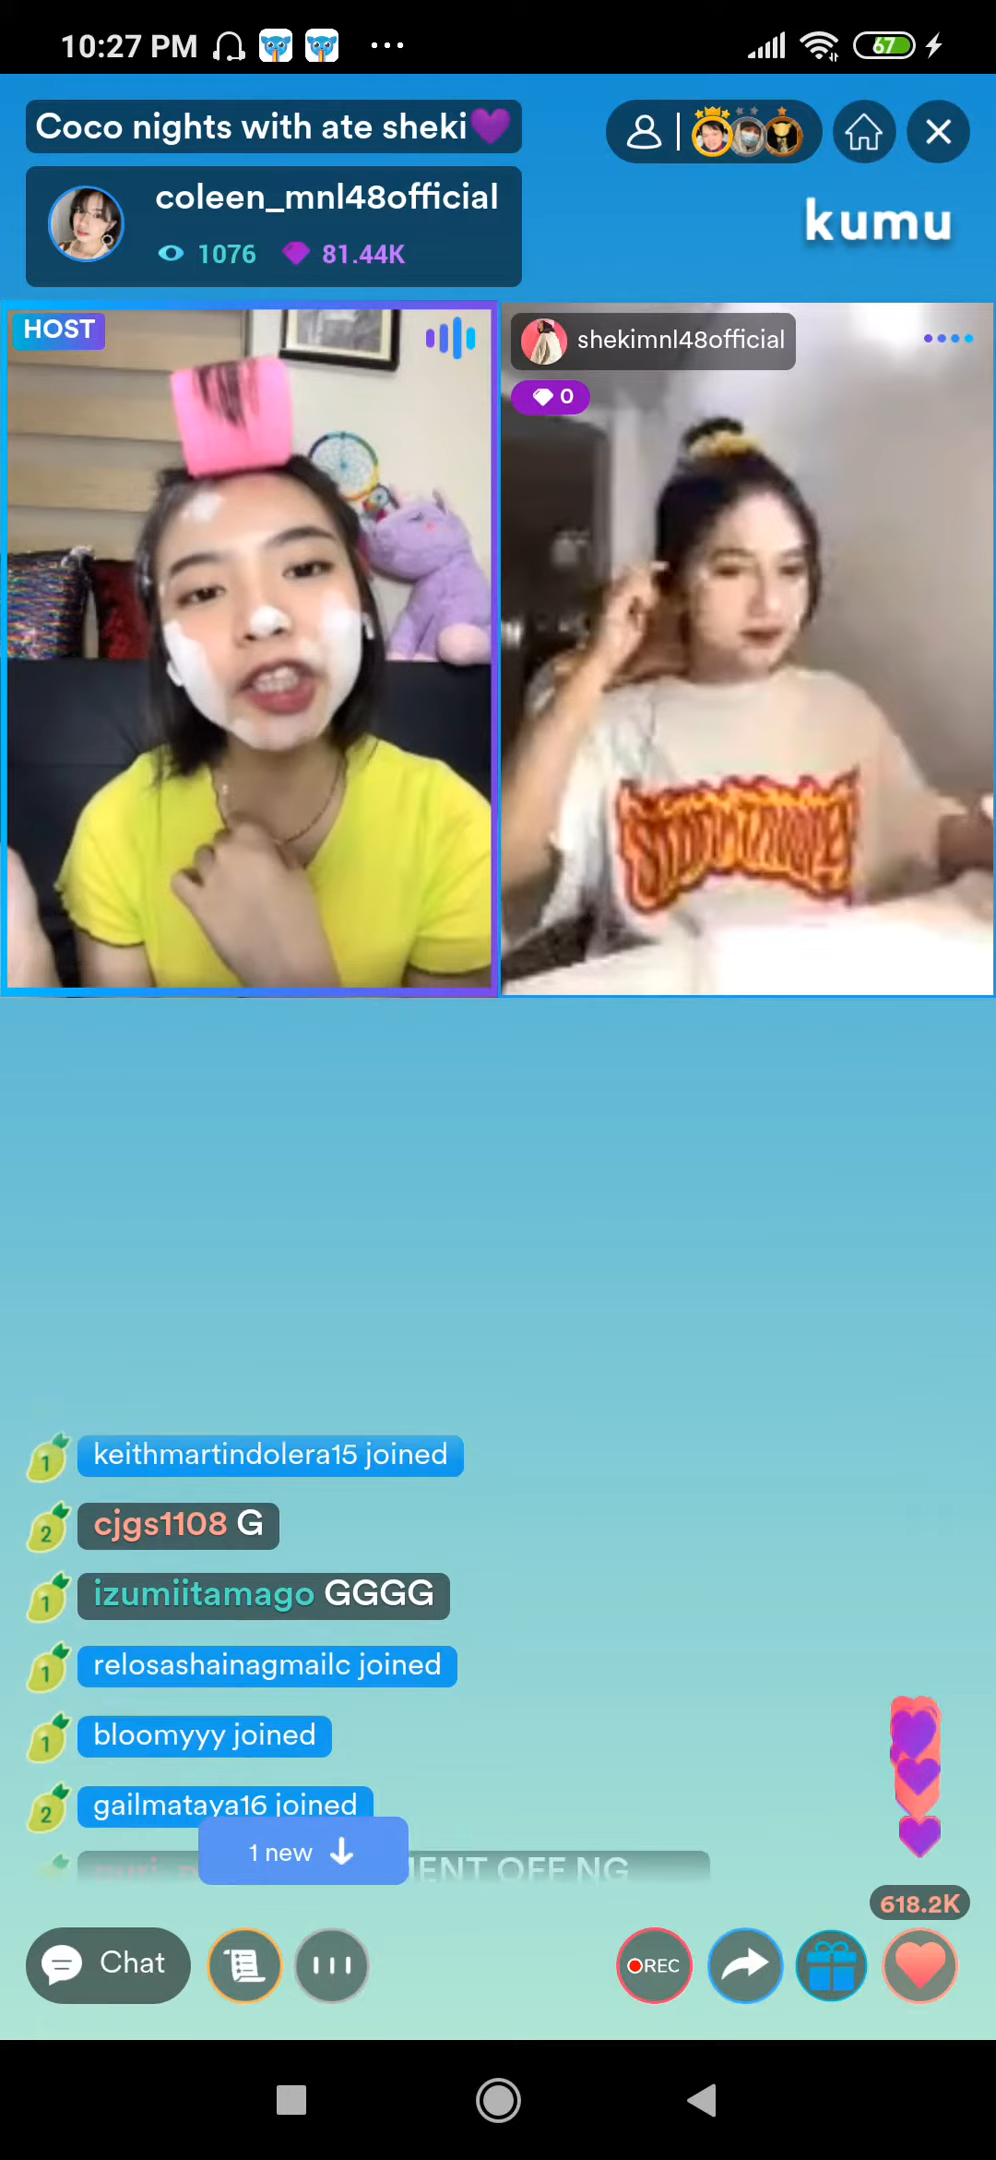 10:27 PM
67
Coco nights with ate sheki💜
coleen_mnl48official
1076 81.44K
kumu
HOST
shekimnl48official
0
keithmartindolera15 joined
1
cjgs1108 G
2
izumiitamago GGGG
1
relosashainagmailc joined
1
bloomyyy joined
1
gailmataya16 joined
2
1 new
OFF NG
618.2K
Chat
REC